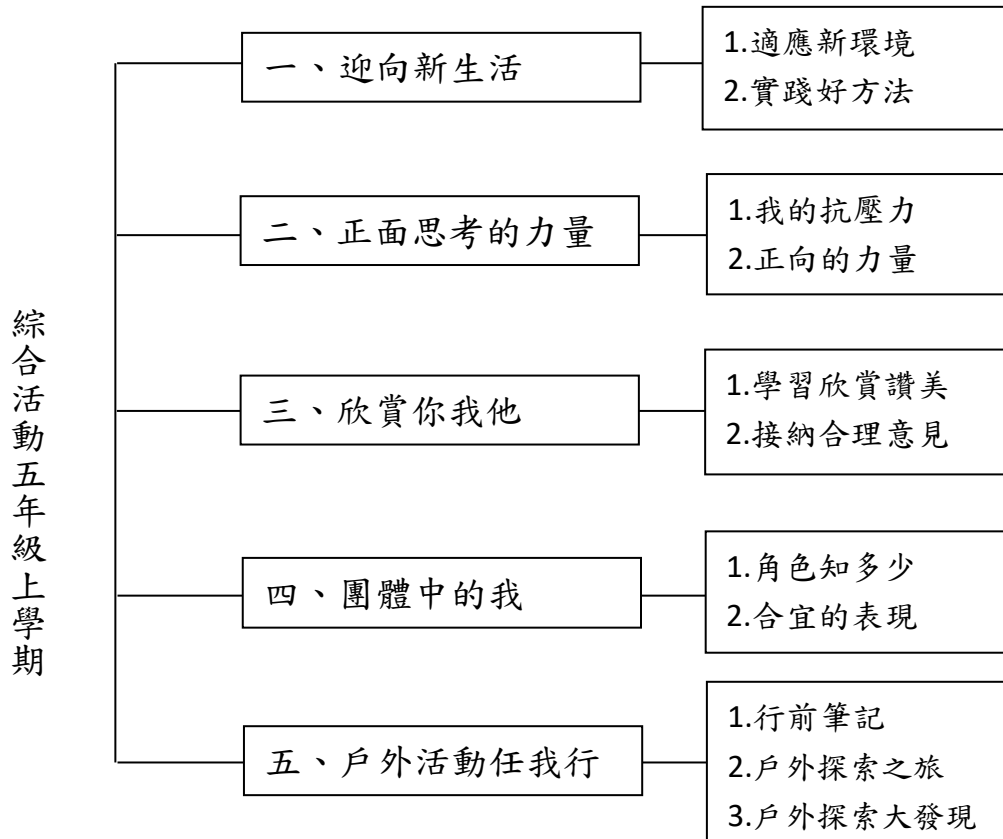 綜合活動五年級上學期
一、迎向新生活
1.適應新環境
2.實踐好方法
二、正面思考的力量
1.我的抗壓力
2.正向的力量
三、欣賞你我他
1.學習欣賞讚美
2.接納合理意見
四、團體中的我
1.角色知多少
2.合宜的表現
五、戶外活動任我行
1.行前筆記
2.戶外探索之旅
3.戶外探索大發現